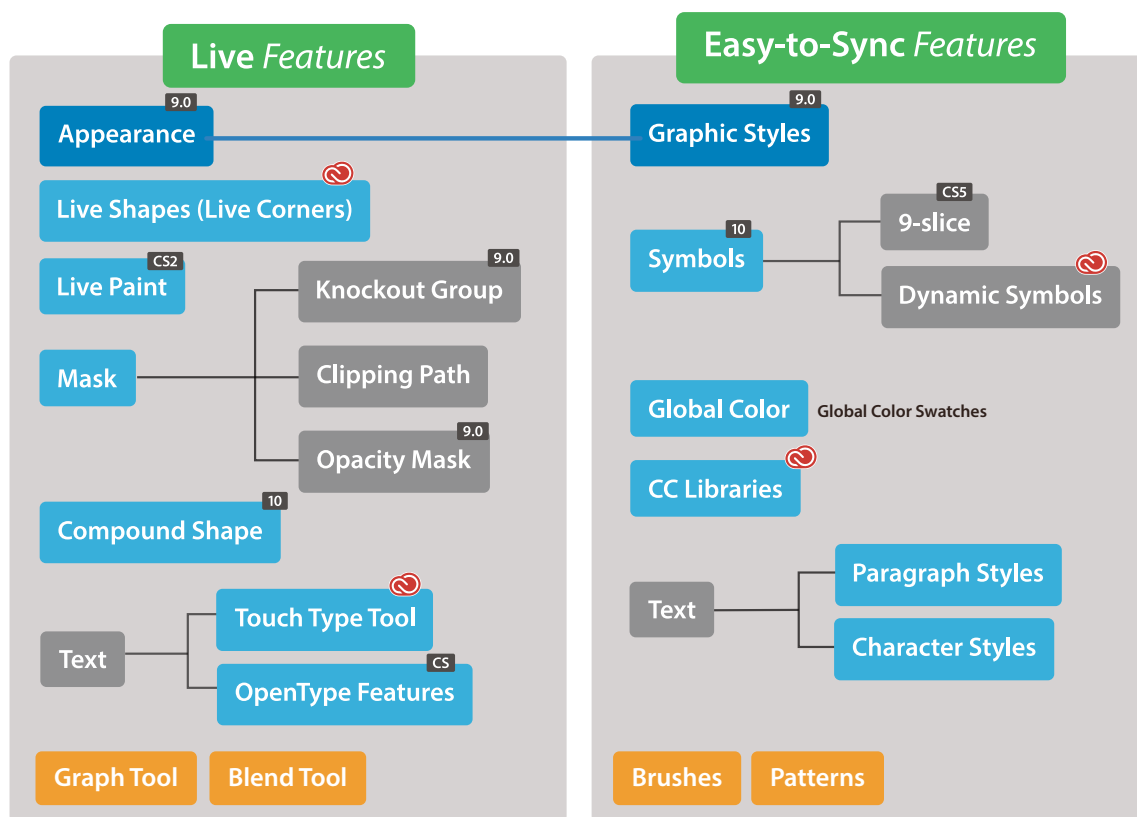 Live Features
9.0
Appearance
Live Shapes (Live Corners)
CS2
Live Paint
9.0
Knockout Group
Mask
Clipping Path
9.0
Opacity Mask
10
Compound Shape
Touch Type Tool
Text
CS
OpenType Features
Graph Tool
Blend Tool
Easy-to-Sync Features
9.0
Graphic Styles
CS5
9-slice
10
Symbols
Dynamic Symbols
Global Color
Global Color Swatches
CC Libraries
Paragraph Styles
Text
Character Styles
Brushes
Patterns